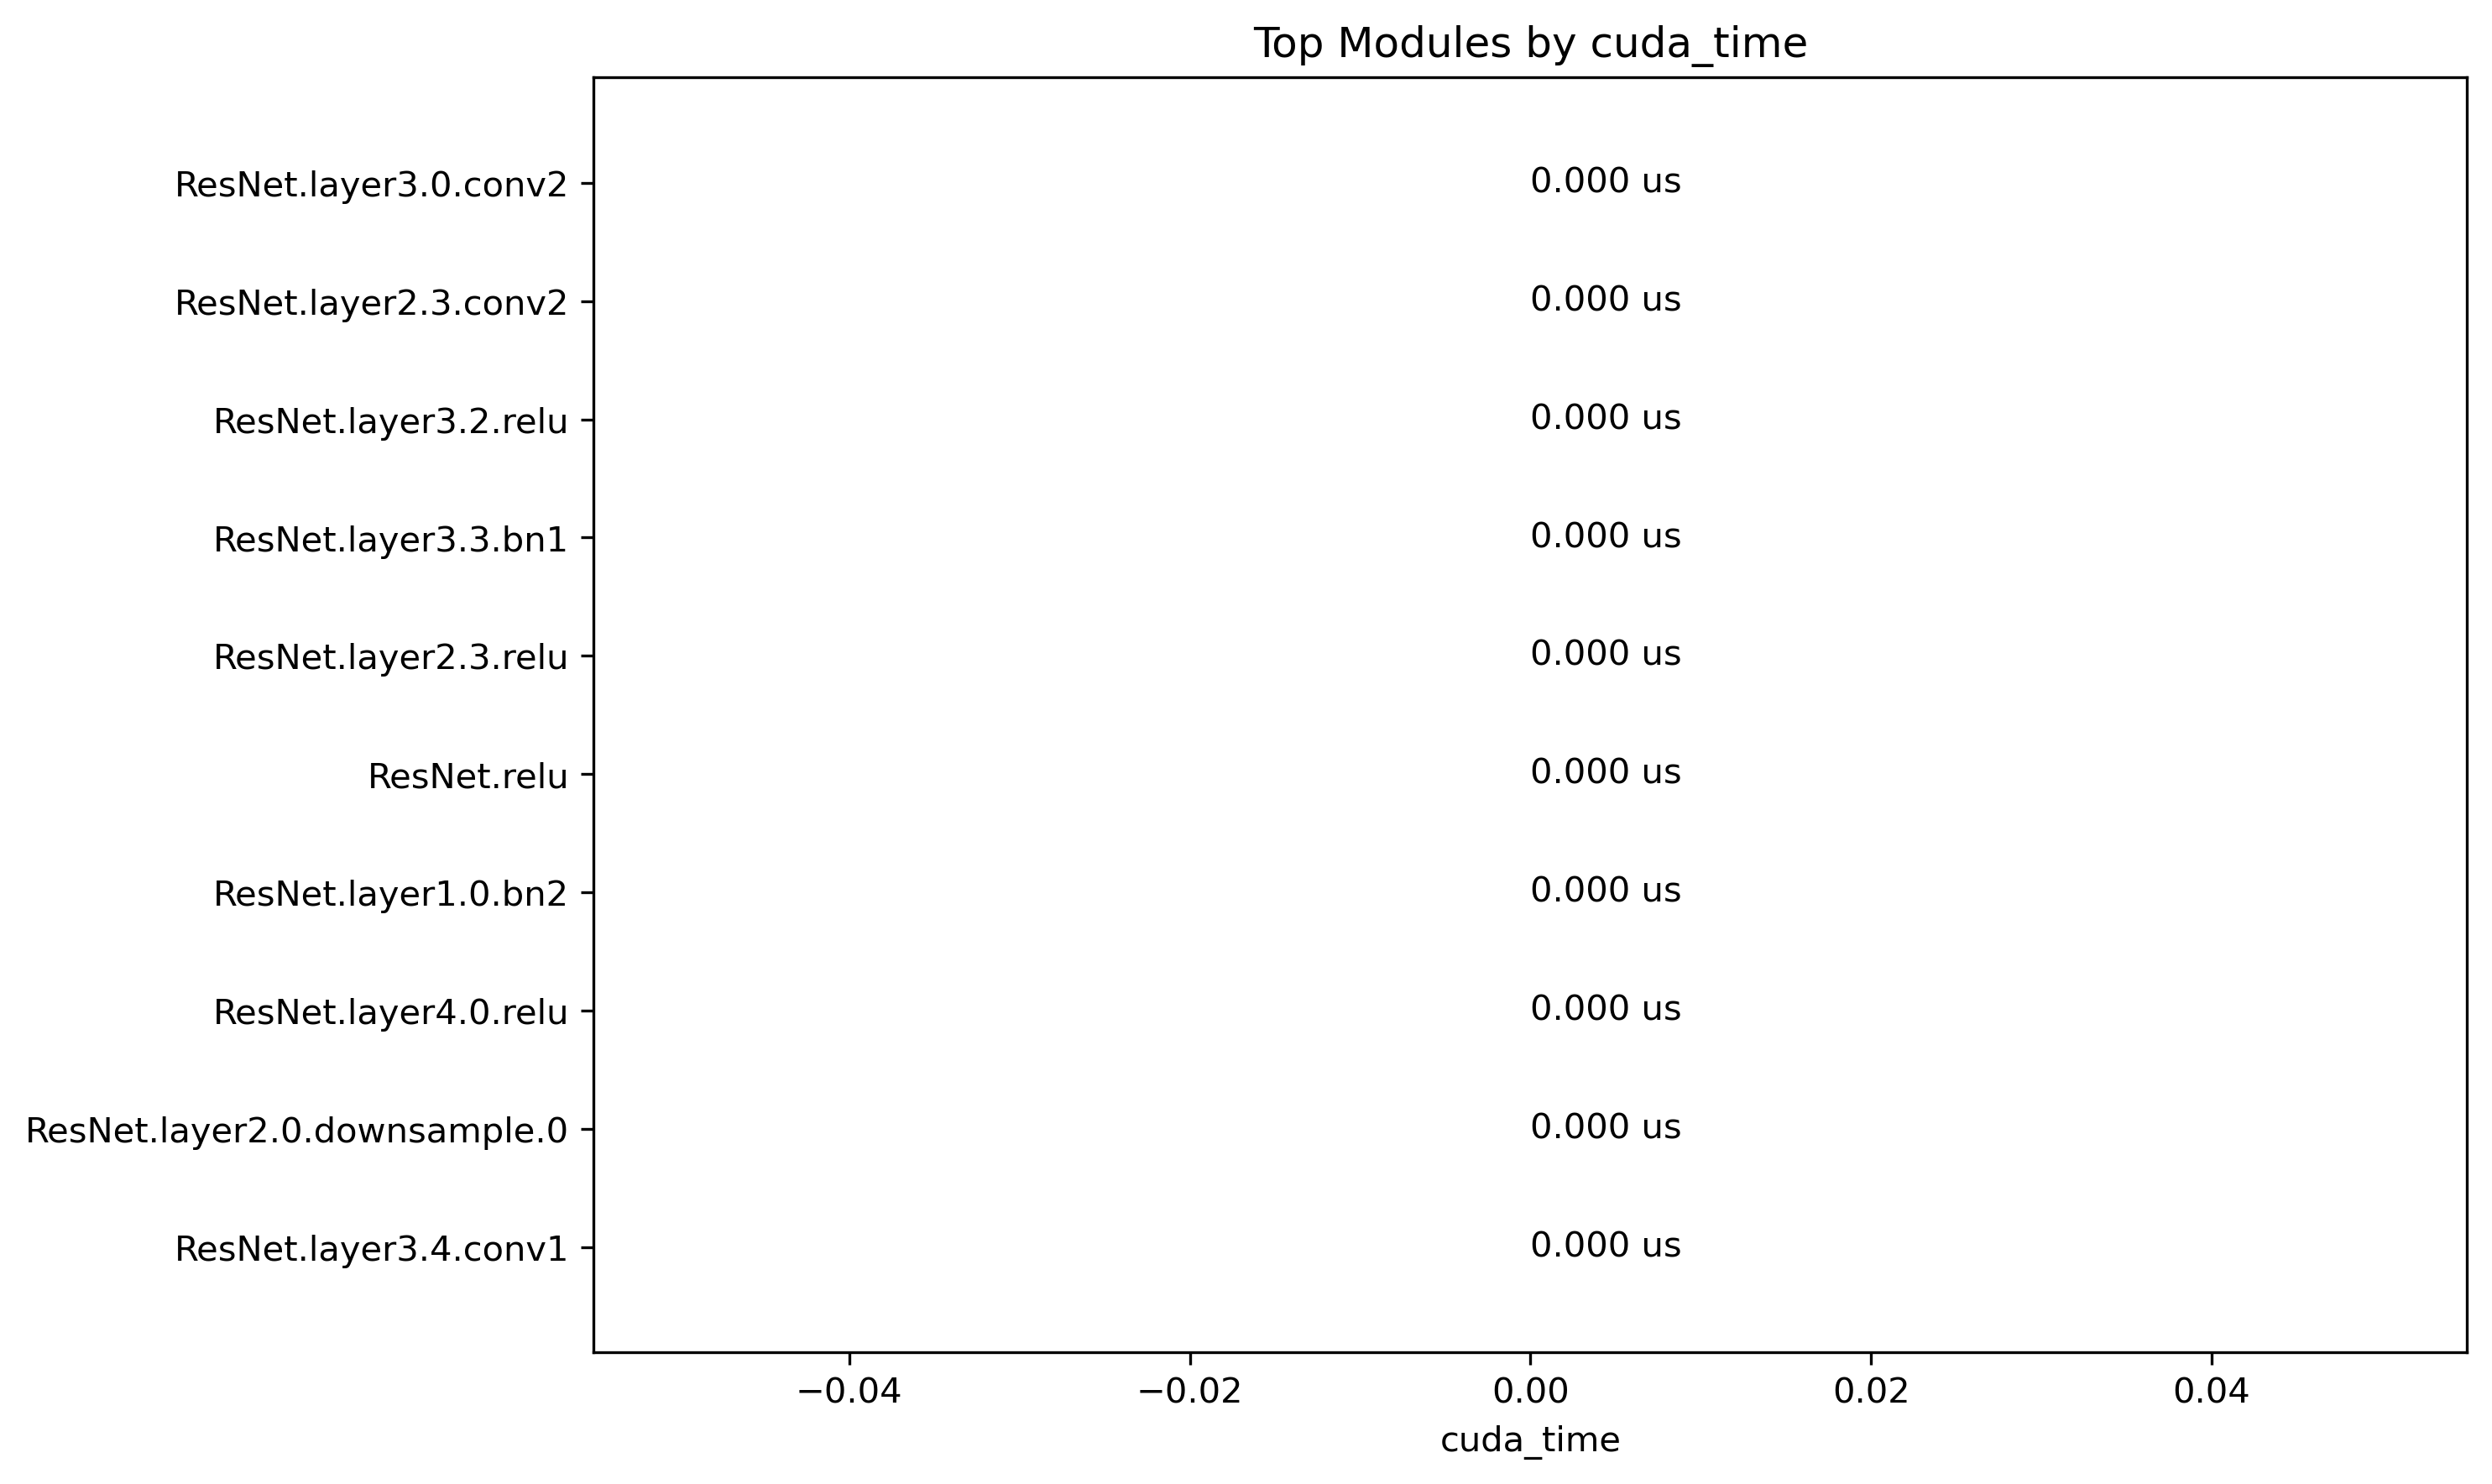 Top Modules by cuda_time
ResNet.layer3.0.conv2 0.000 us
ResNet.layer2.3.conv2 0.000 us
ResNet.layer3.2.relu 0.000 us
ResNet.layer3.3.bn1 0.000 us
ResNet.layer2.3.relu 0.000 us
ResNet.relu 0.000 us
ResNet.layer1.0.bn2 0.000 us
ResNet.layer4.0.relu 0.000 us
ResNet.layer2.0.downsample.0 0.000 us
ResNet.layer3.4.conv1 0.000 us
−0.04 −0.02 0.00 0.02 0.04
cuda_time